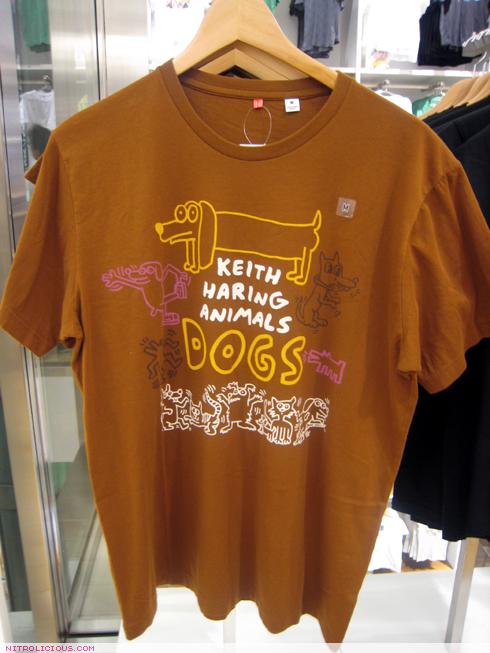 M
KEITH
HARING
ANIMALS
DOGS
NITROLICIOUS.COM